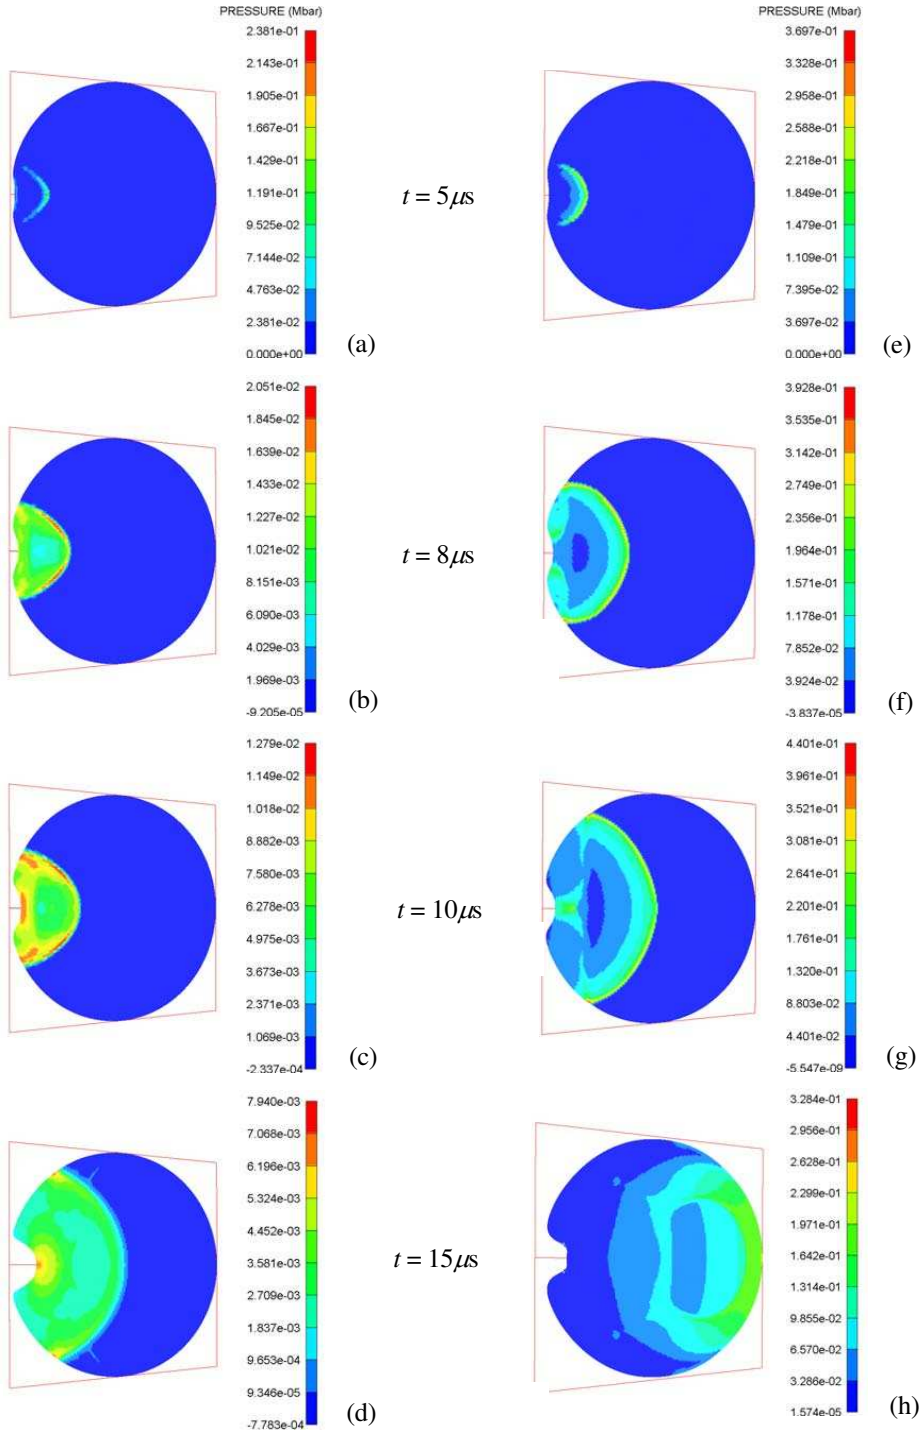 PRESSURE (Mbar)
2.381e-01
2.143e-01
1.905e-01
1.667e-01
1.429e-01
1.191e-01
9.525e-02
7.144e-02
4.763e-02
2.381e-02
0.000e+00
(a)
t = 5μs
PRESSURE (Mbar)
3.697e-01
3.328e-01
2.958e-01
2.588e-01
2.218e-01
1.849e-01
1.479e-01
1.109e-01
7.395e-02
3.697e-02
0.000e+00
(e)
2.051e-02
1.845e-02
1.639e-02
1.433e-02
1.227e-02
1.021e-02
8.151e-03
6.090e-03
4.029e-03
1.969e-03
-9.205e-05
(b)
t = 8μs
3.928e-01
3.535e-01
3.142e-01
2.749e-01
2.356e-01
1.964e-01
1.571e-01
1.178e-01
7.852e-02
3.924e-02
-3.837e-05
(f)
1.279e-02
1.149e-02
1.018e-02
8.882e-03
7.580e-03
6.278e-03
4.975e-03
3.673e-03
2.371e-03
1.069e-03
-2.337e-04
(c)
t = 10μs
4.401e-01
3.961e-01
3.521e-01
3.081e-01
2.641e-01
2.201e-01
1.761e-01
1.320e-01
8.803e-02
4.401e-02
-5.547e-09
(g)
7.940e-03
7.068e-03
6.196e-03
5.324e-03
4.452e-03
3.581e-03
2.709e-03
1.837e-03
9.653e-04
9.346e-05
-7.783e-04
(d)
t = 15μs
3.284e-01
2.956e-01
2.628e-01
2.299e-01
1.971e-01
1.642e-01
1.314e-01
9.855e-02
6.570e-02
3.286e-02
1.574e-05
(h)